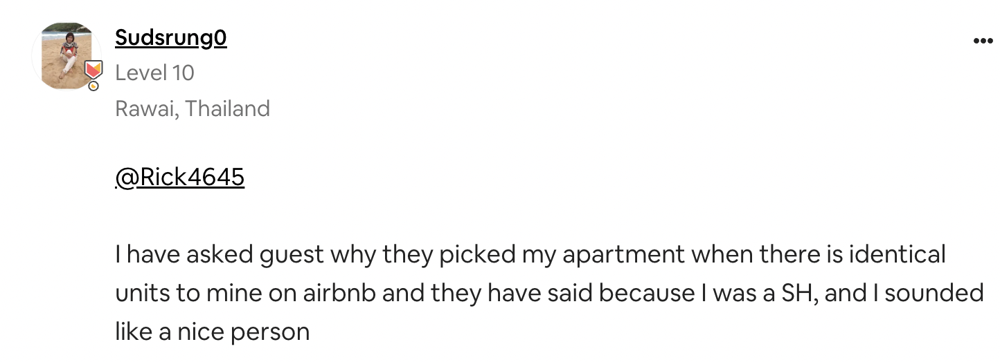 Sudsrung0
Level 10
Rawai, Thailand
@Rick4645
I have asked guest why they picked my apartment when there is identical
units to mine on airbnb and they have said because I was a SH, and I sounded
like a nice person